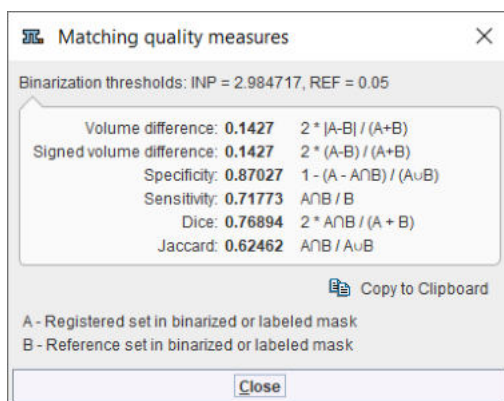 Matching quality measures
Binarization thresholds: INP = 2.984717, REF = 0.05
Volume difference: 0.1427 2 * |A-B| / (A+B)
Signed volume difference: 0.1427 2 * (A-B) / (A+B)
Specificity: 0.87027 1 - (A - A∩B) / (A∪B)
Sensitivity: 0.71773 A∩B / B
Dice: 0.76894 2 * A∩B / (A + B)
Jaccard: 0.62462 A∩B / A∪B
Copy to Clipboard
A - Registered set in binarized or labeled mask
B - Reference set in binarized or labeled mask
Close